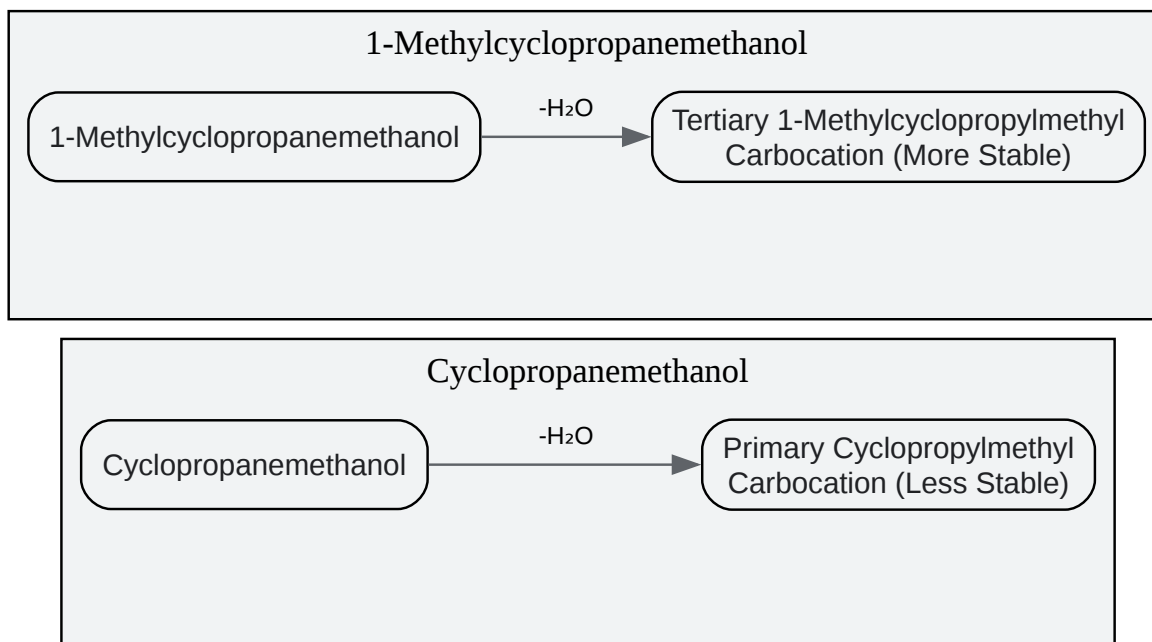 1-Methylcyclopropanemethanol
-H₂O
1-Methylcyclopropanemethanol
Tertiary 1-Methylcyclopropylmethyl
Carbocation (More Stable)
Cyclopropanemethanol
-H₂O
Cyclopropanemethanol
Primary Cyclopropylmethyl
Carbocation (Less Stable)